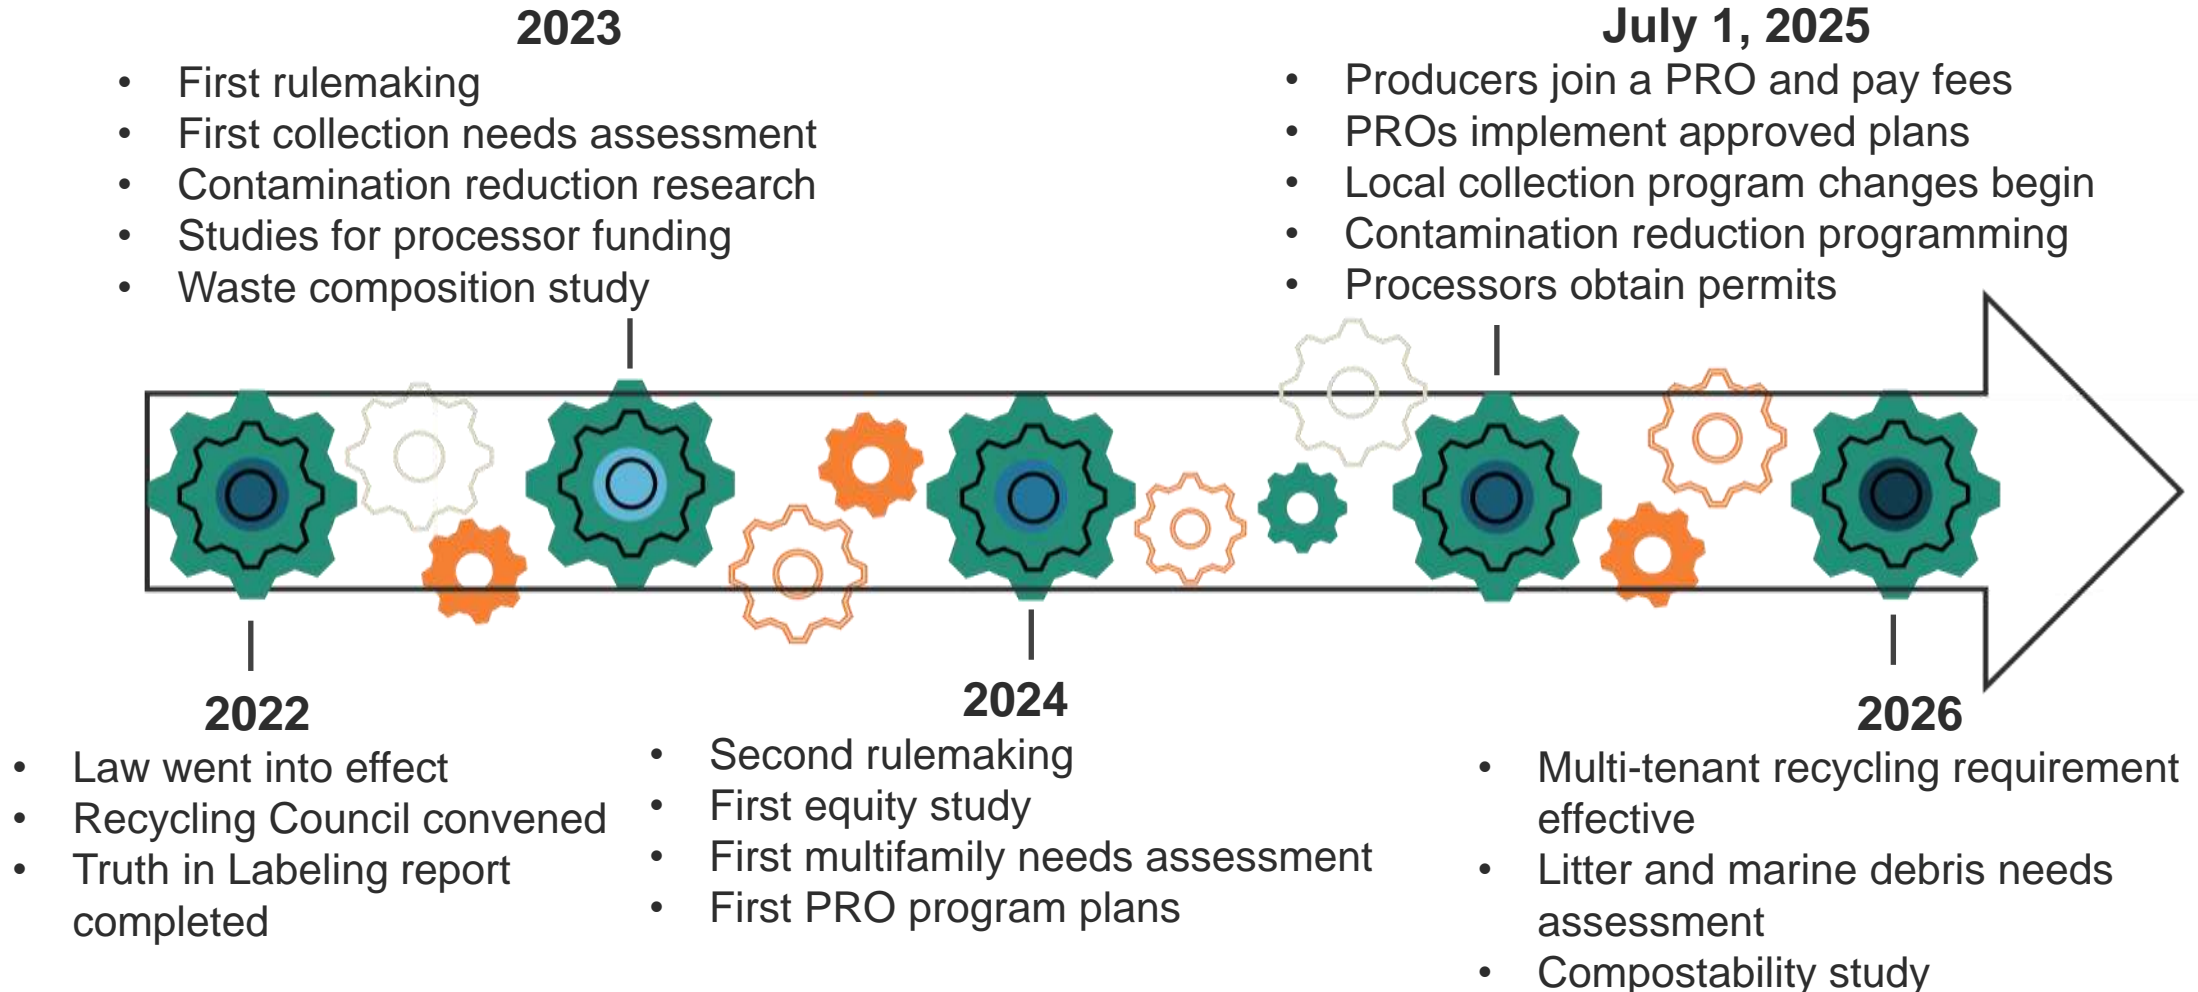 2023
• First rulemaking
• First collection needs assessment
• Contamination reduction research
• Studies for processor funding
• Waste composition study
July 1, 2025
• Producers join a PRO and pay fees
• PROs implement approved plans
• Local collection program changes begin
• Contamination reduction programming
• Processors obtain permits
2022
• Law went into effect
• Recycling Council convened
• Truth in Labeling report
completed
2024
• Second rulemaking
• First equity study
• First multifamily needs assessment
• First PRO program plans
2026
• Multi-tenant recycling requirement
effective
• Litter and marine debris needs
assessment
• Compostability study